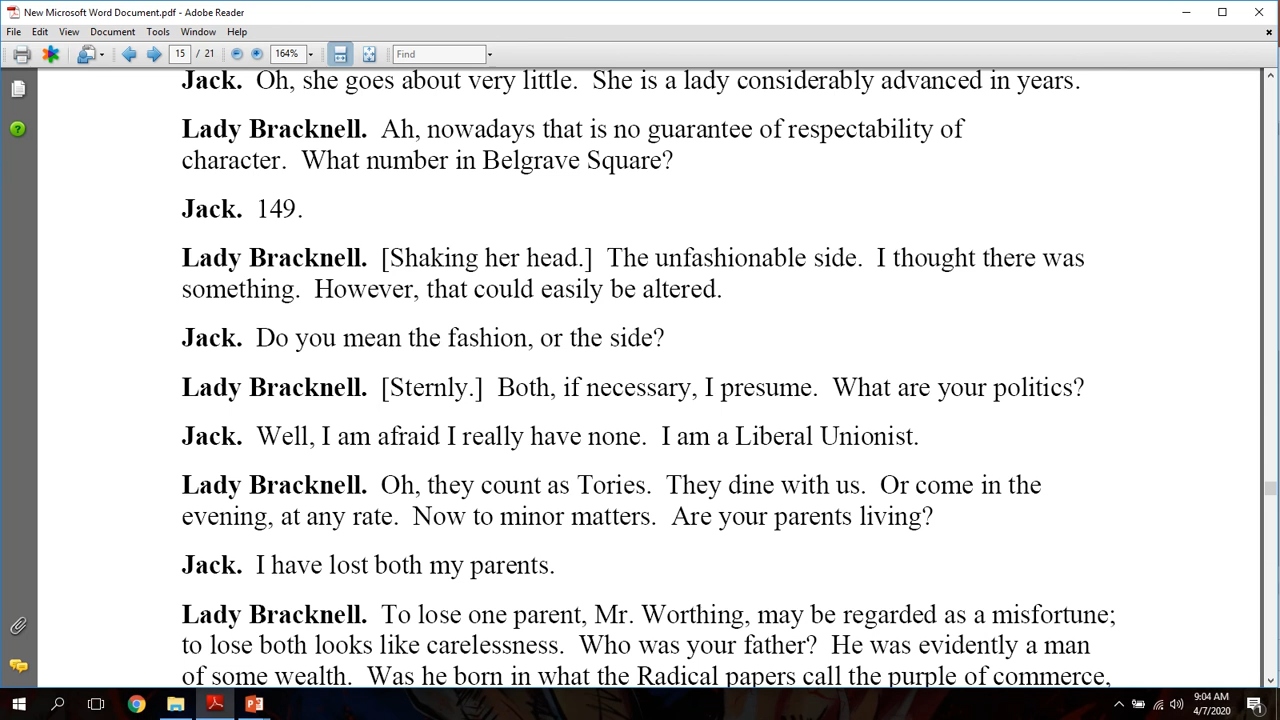 New Microsoft Word Document.pdf - Adobe Reader
File Edit View Document Tools Window Help
15 / 21 164% Find
Jack. Oh, she goes about very little. She is a lady considerably advanced in years.
Lady Bracknell. Ah, nowadays that is no guarantee of respectability of
character. What number in Belgrave Square?
Jack. 149.
Lady Bracknell. [Shaking her head.] The unfashionable side. I thought there was
something. However, that could easily be altered.
Jack. Do you mean the fashion, or the side?
Lady Bracknell. [Sternly.] Both, if necessary, I presume. What are your politics?
Jack. Well, I am afraid I really have none. I am a Liberal Unionist.
Lady Bracknell. Oh, they count as Tories. They dine with us. Or come in the
evening, at any rate. Now to minor matters. Are your parents living?
Jack. I have lost both my parents.
Lady Bracknell. To lose one parent, Mr. Worthing, may be regarded as a misfortune;
to lose both looks like carelessness. Who was your father? He was evidently a man
of some wealth. Was he born in what the Radical papers call the purple of commerce,
9:04 AM
4/7/2020